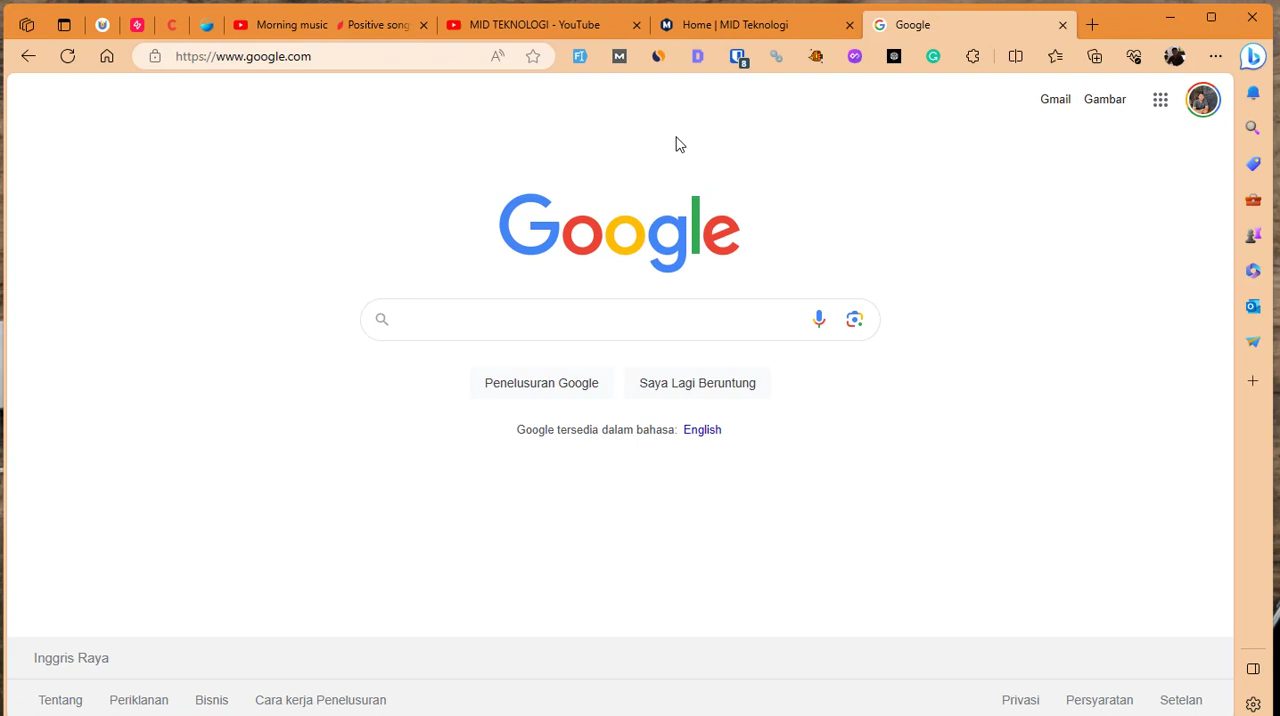 Morning music 🌶 Positive song
MID TEKNOLOGI - YouTube
Home | MID Teknologi
Google
https://www.google.com
8
Gmail Gambar
Google
Penelusuran Google
Saya Lagi Beruntung
Google tersedia dalam bahasa: English
Inggris Raya
Tentang Periklanan Bisnis Cara kerja Penelusuran Privasi Persyaratan Setelan